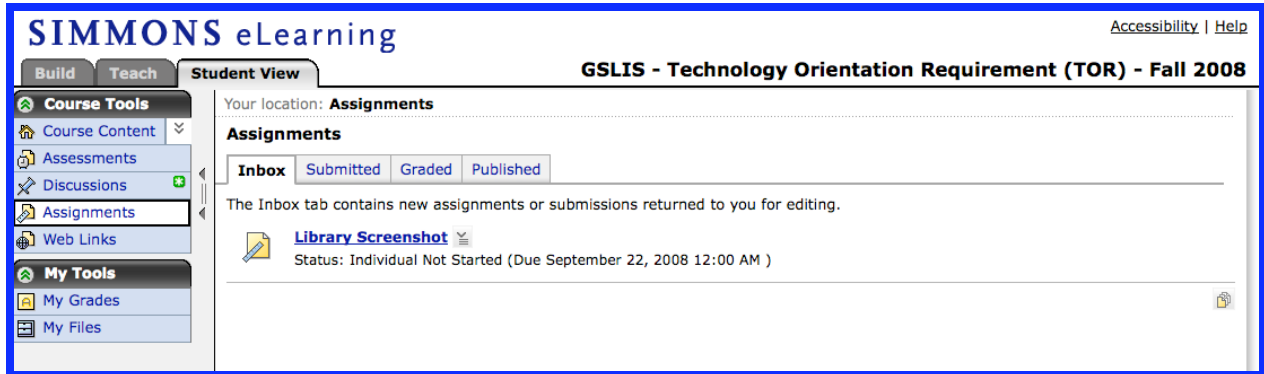 SIMMONS eLearning
Accessibility | Help
Build Teach Student View
GSLIS - Technology Orientation Requirement (TOR) - Fall 2008
Course Tools
Course Content
Assessments
Discussions
Assignments
Web Links
My Tools
My Grades
My Files
Your location: Assignments
Assignments
Inbox Submitted Graded Published
The Inbox tab contains new assignments or submissions returned to you for editing.
Library Screenshot
Status: Individual Not Started (Due September 22, 2008 12:00 AM )